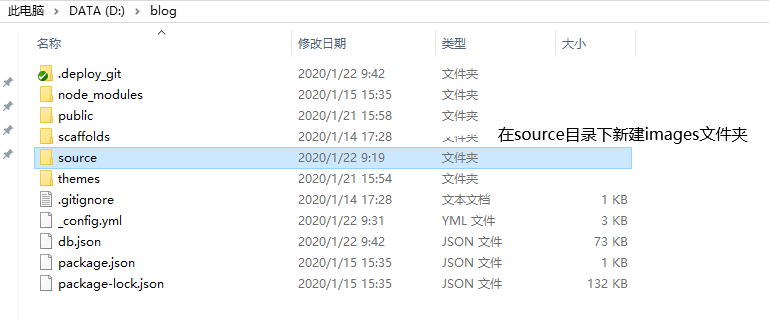 此电脑 > DATA (D:) > blog
名称 修改日期 类型 大小
.deploy_git 2020/1/22 9:42 文件夹
node_modules 2020/1/15 15:35 文件夹
public 2020/1/21 15:58 文件夹
scaffolds 2020/1/14 17:28 文件夹 在source目录下新建images文件夹
source 2020/1/22 9:19 文件夹
themes 2020/1/21 15:54 文件夹
.gitignore 2020/1/14 17:28 文本文档 1 KB
_config.yml 2020/1/22 9:31 YML 文件 3 KB
db.json 2020/1/22 9:42 JSON 文件 73 KB
package.json 2020/1/15 15:35 JSON 文件 1 KB
package-lock.json 2020/1/15 15:35 JSON 文件 132 KB